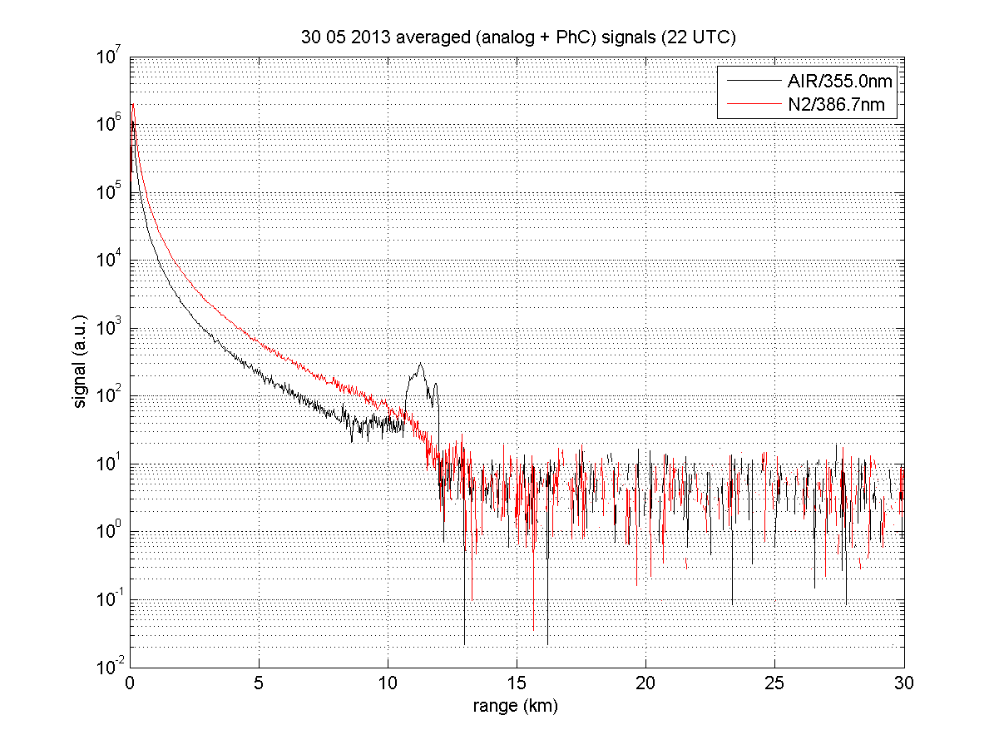 30 05 2013 averaged (analog + PhC) signals (22 UTC)
AIR/355.0nm
N2/386.7nm
10^7
10^6
10^5
10^4
10^3
10^2
10^1
10^0
10^-1
10^-2
signal (a.u.)
0 5 10 15 20 25 30
range (km)